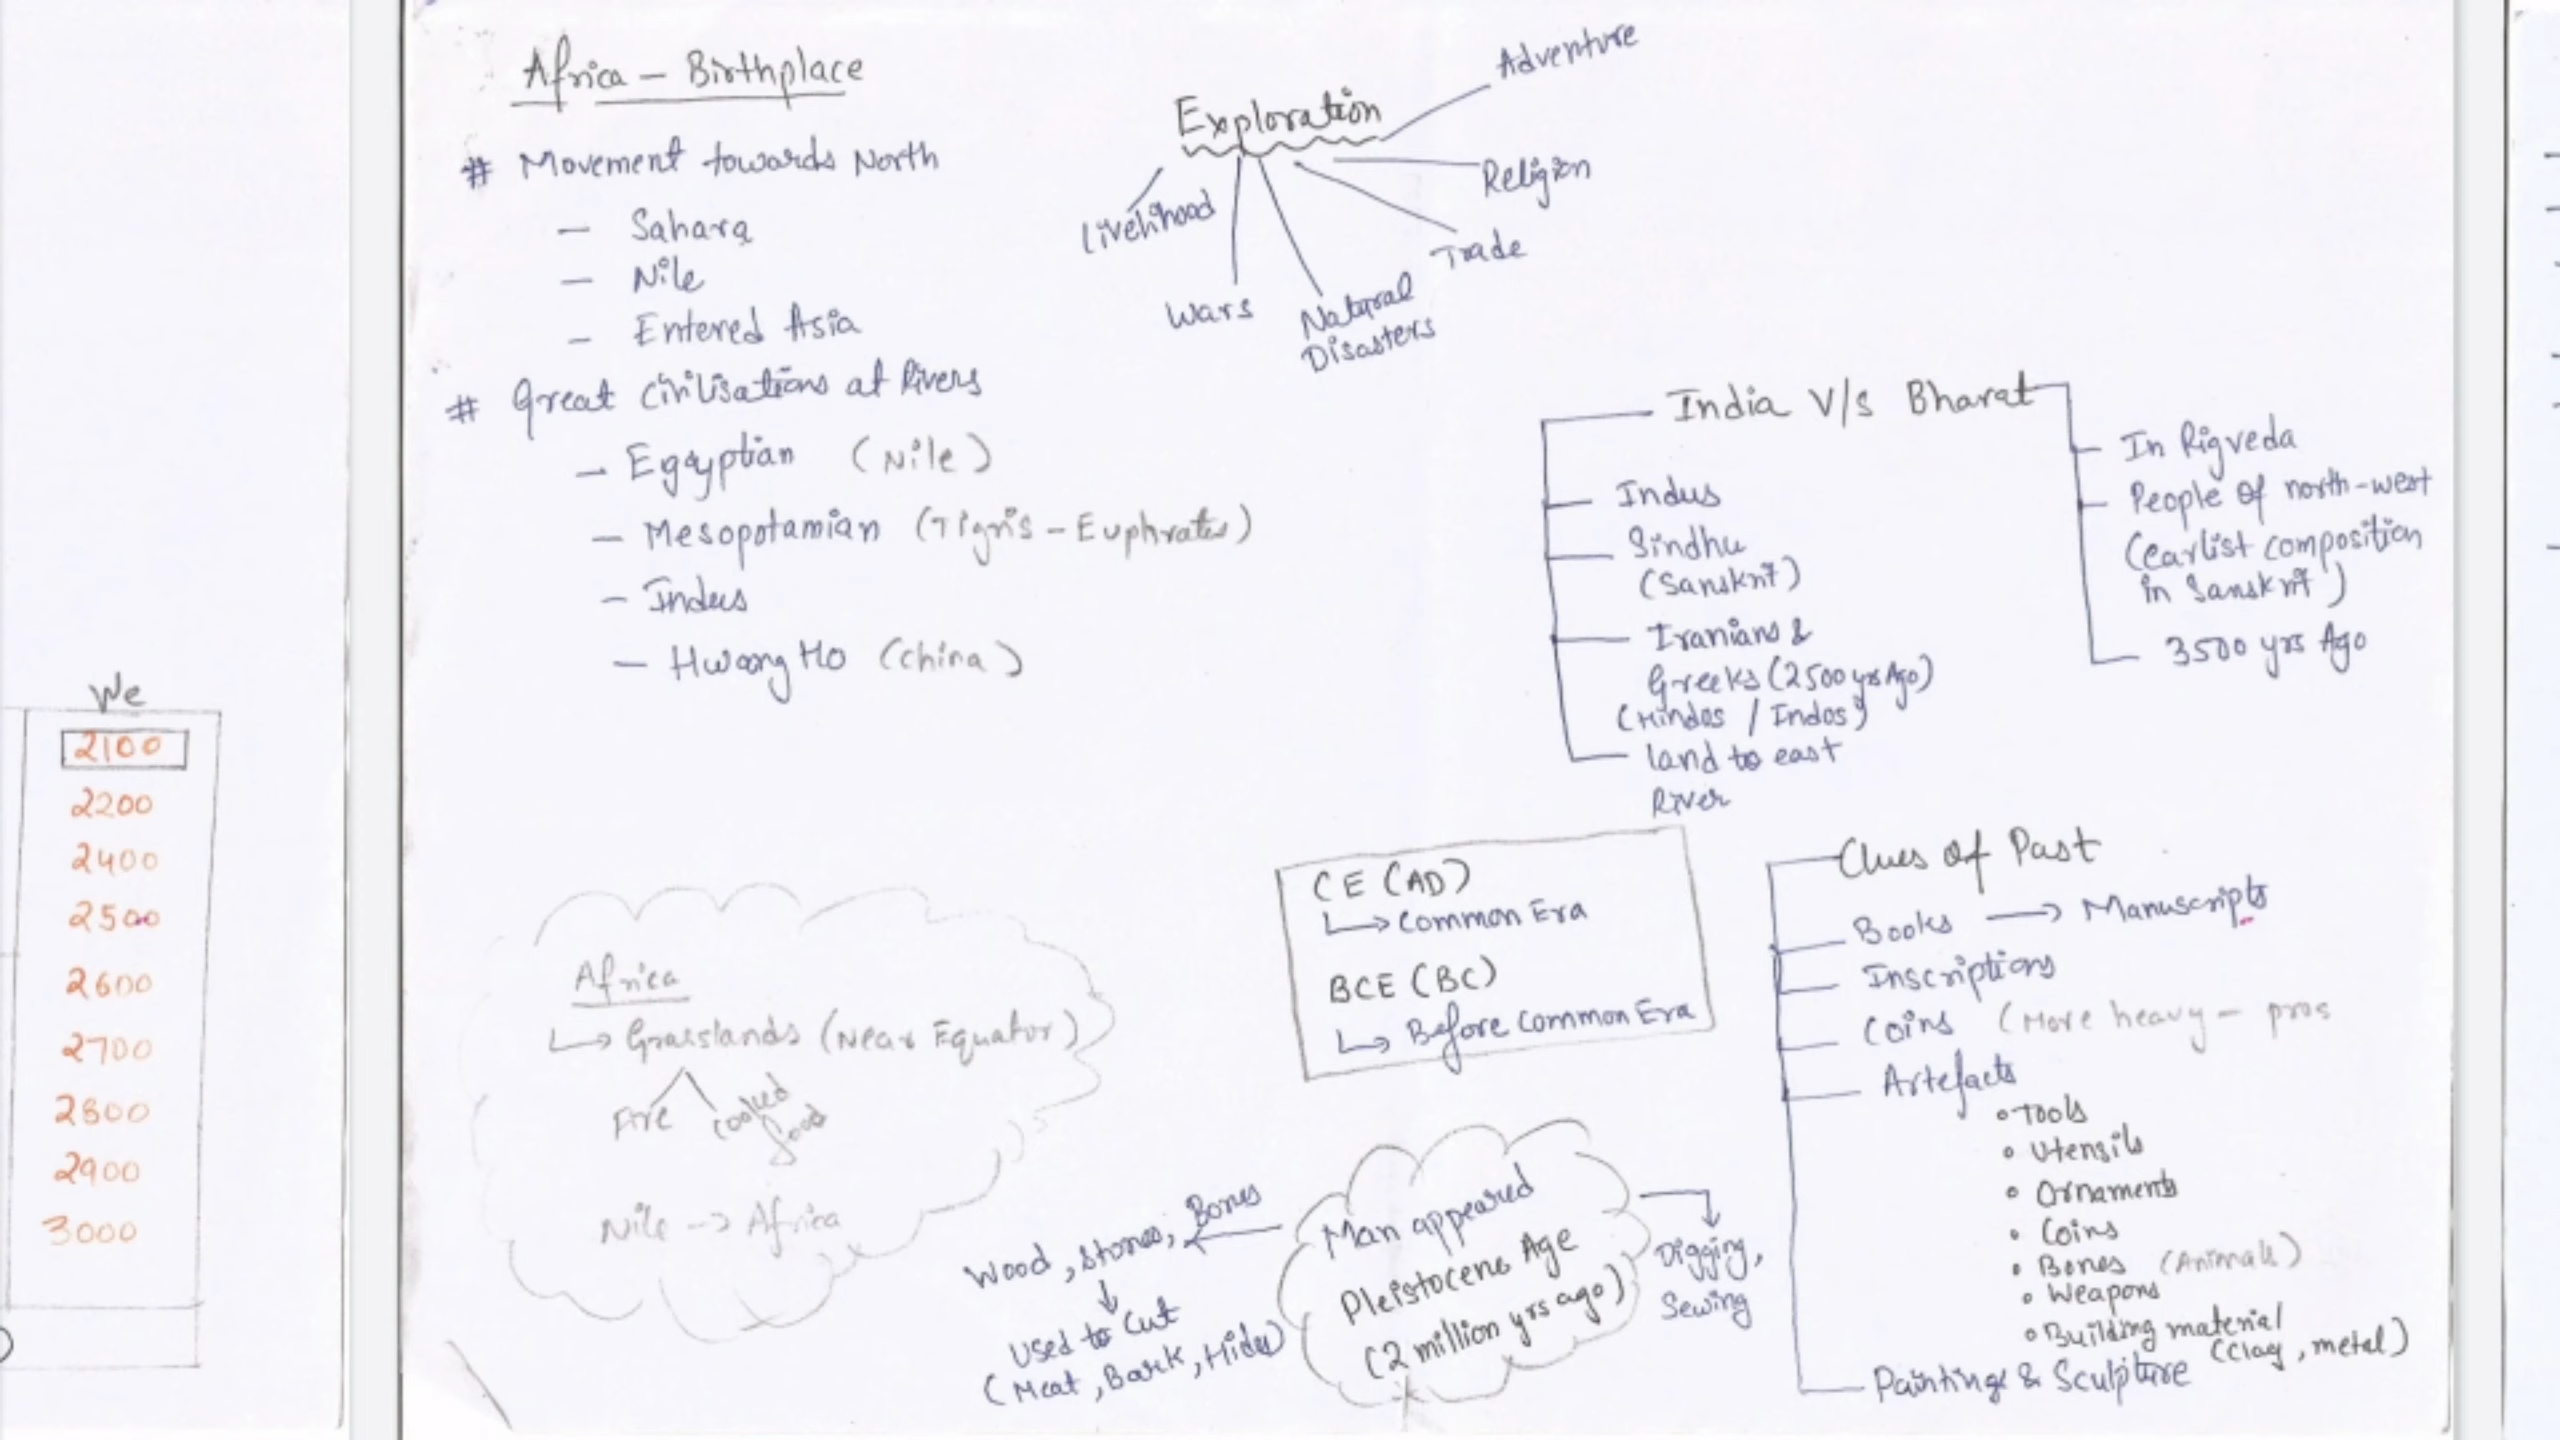 We
2100
2200
2400
2500
2600
2700
2800
2900
3000
Africa – Birthplace
# Movement towards North
– Sahara
– Nile
– Entered Asia
# Great Civilisations at Rivers
– Egyptian (Nile)
– Mesopotamian (Tigris – Euphrates)
– Indus
– Hwang Ho (China)
Exploration
Adventure
Religion
Trade
Natural
Disasters
Wars
Livelihood
India V/s Bharat
Indus
Sindhu
(Sanskrit)
Iranians &
Greeks (2500 yrs Ago)
(Hindos / Indos)
land to east
River
In Rigveda
People of north-west
(earlist composition
in Sanskrit)
3500 yrs Ago
Africa
↳ Grasslands (Near Equator)
Fire
cooked
food
Nile → Africa
CE (AD)
↳ Common Era
BCE (BC)
↳ Before Common Era
Man appeared
Pleistocene Age
(2 million yrs ago)
Digging,
Sewing
Wood, stones, Bones
↓
Used to Cut
(Meat, Bark, Hides)
Clues of Past
Books → Manuscripts
Inscriptions
Coins (More heavy – pros
Artefacts
• Tools
• Utensils
• Ornaments
• Coins
• Bones (Animals)
• Weapons
• Building material
(Clay, metal)
Painting & Sculpture